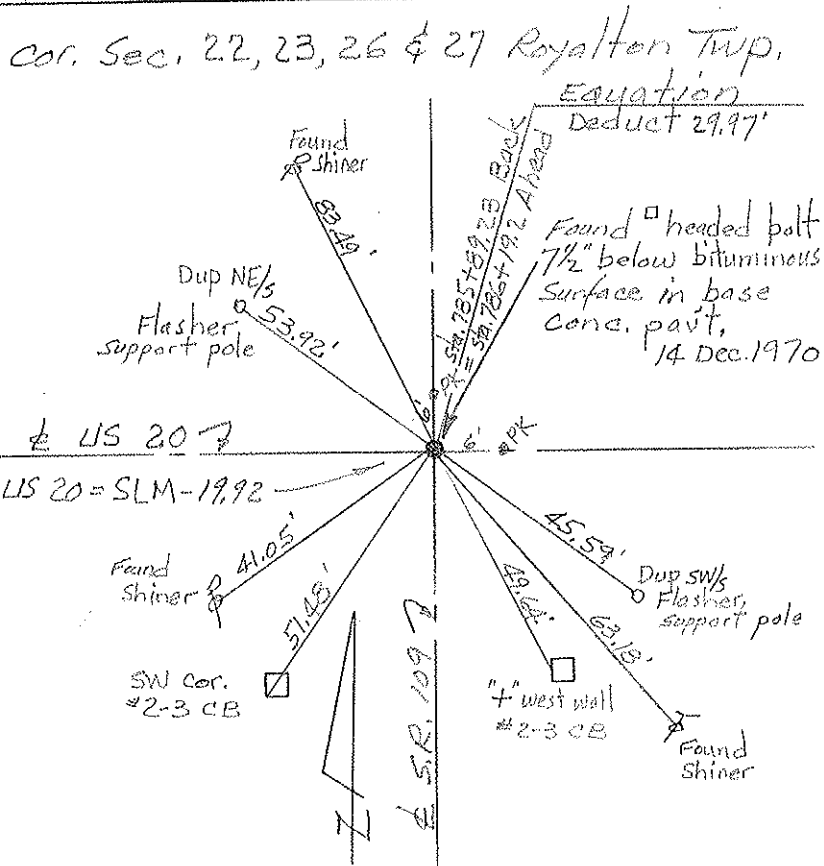 cor. Sec. 22, 23, 26 & 27 Royalton Twp.
Equation
Deduct 29.97'
Found
Shiner
83.49'
PK Sta. 785+89.23 Back
= Sta. 786+19.2 Ahead
Found □ headed bolt
7½" below bituminous
Surface in base
Conc. pav't,
14 Dec. 1970
Dup NE/s
Flasher,
support pole
53.92'
6'
6'
PK
℄ US 20
US 20 = SLM-19.92
41.05'
Found
Shiner
51.48'
45.59'
Dup SW/s
Flasher,
support pole
49.64'
63.18'
SW cor.
#2-3 CB
"+" west wall
#2-3 CB
Found
Shiner
℄ S.R. 109
N